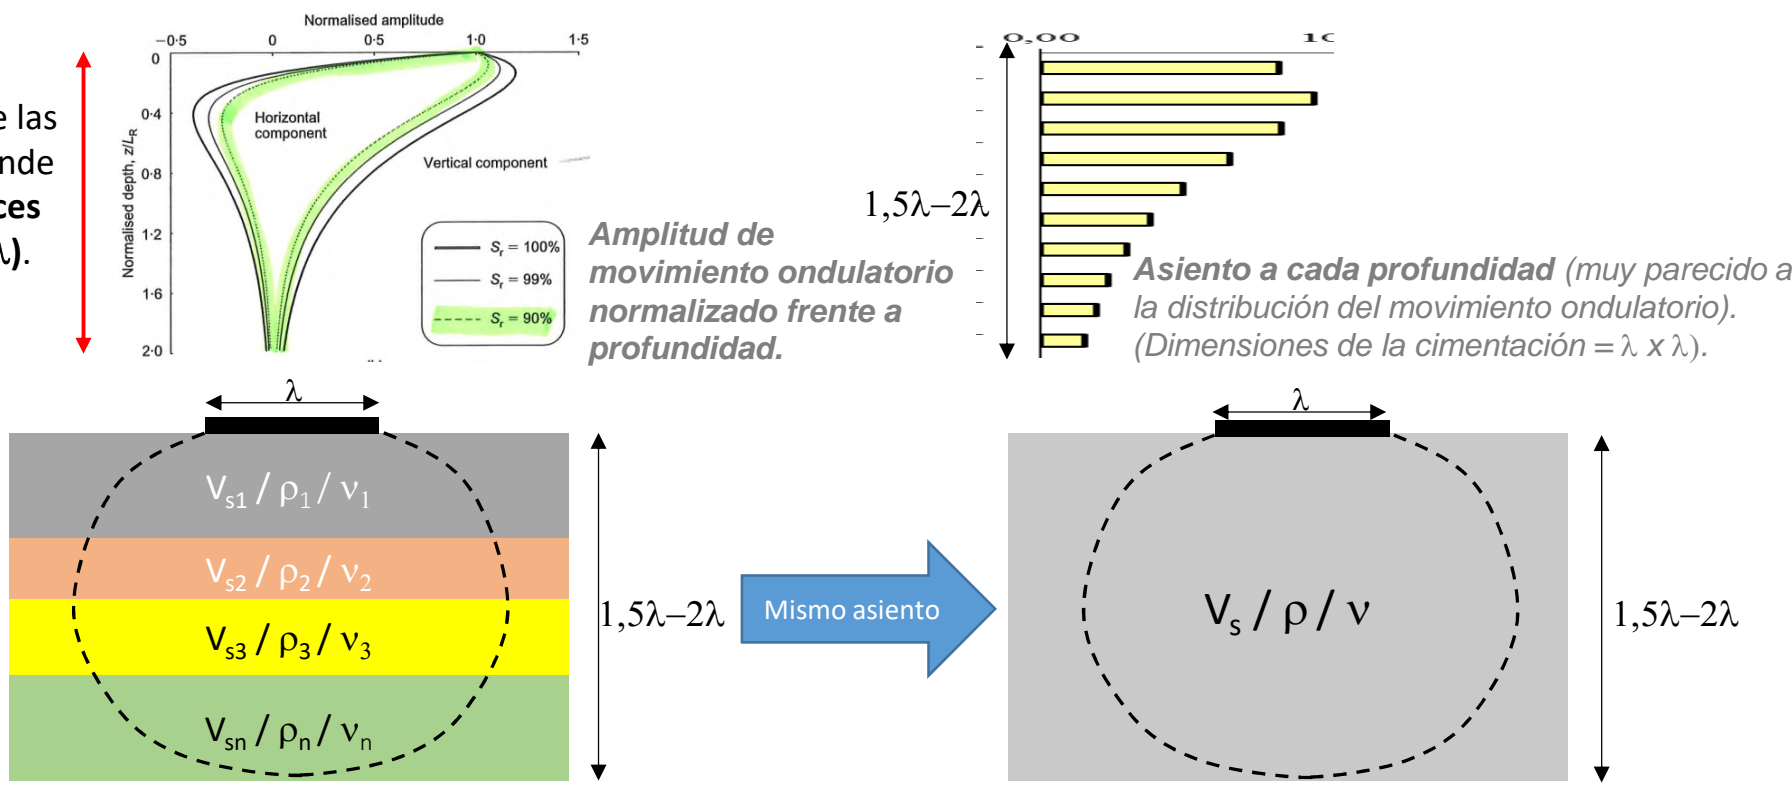 Normalised amplitude
-0·5 0 0·5 1·0 1·5
0
0·4
0·8
1·2
1·6
2·0
Normalised depth, z/L_R
Horizontal
component
Vertical component
S_r = 100%
S_r = 99%
S_r = 90%
e las
nde
ces
λ).
Amplitud de
movimiento ondulatorio
normalizado frente a
profundidad.
0,00
1,5λ–2λ
Asiento a cada profundidad (muy parecido a
la distribución del movimiento ondulatorio).
(Dimensiones de la cimentación = λ x λ).
λ
V_s1 / ρ_1 / ν_1
V_s2 / ρ_2 / ν_2
V_s3 / ρ_3 / ν_3
V_sn / ρ_n / ν_n
1,5λ–2λ
Mismo asiento
λ
V_s / ρ / ν
1,5λ–2λ